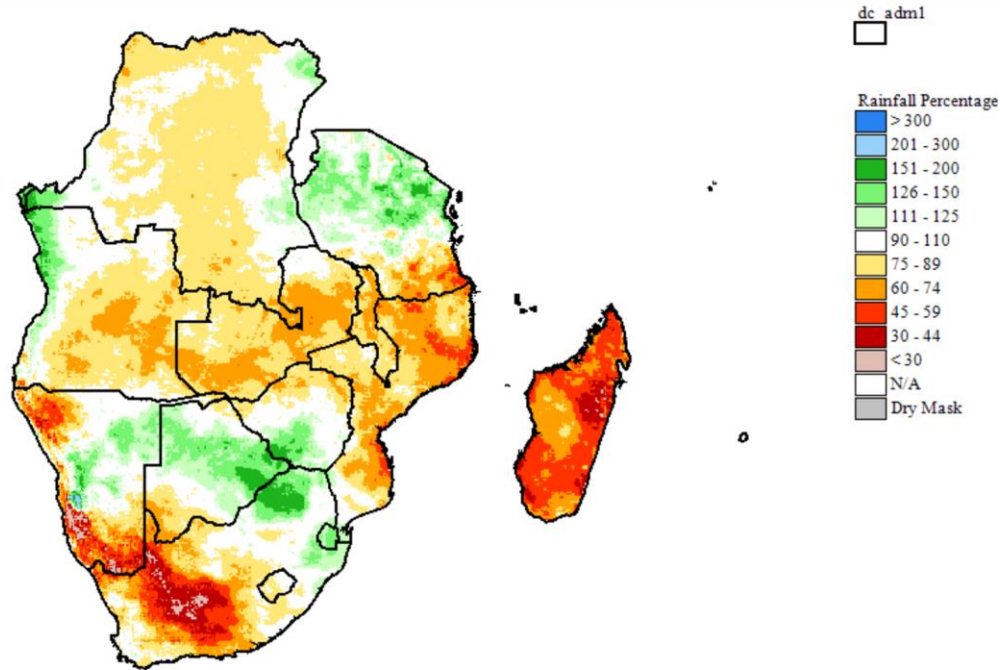 dc_adm1
Rainfall Percentage
> 300
201 - 300
151 - 200
126 - 150
111 - 125
90 - 110
75 - 89
60 - 74
45 - 59
30 - 44
< 30
N/A
Dry Mask